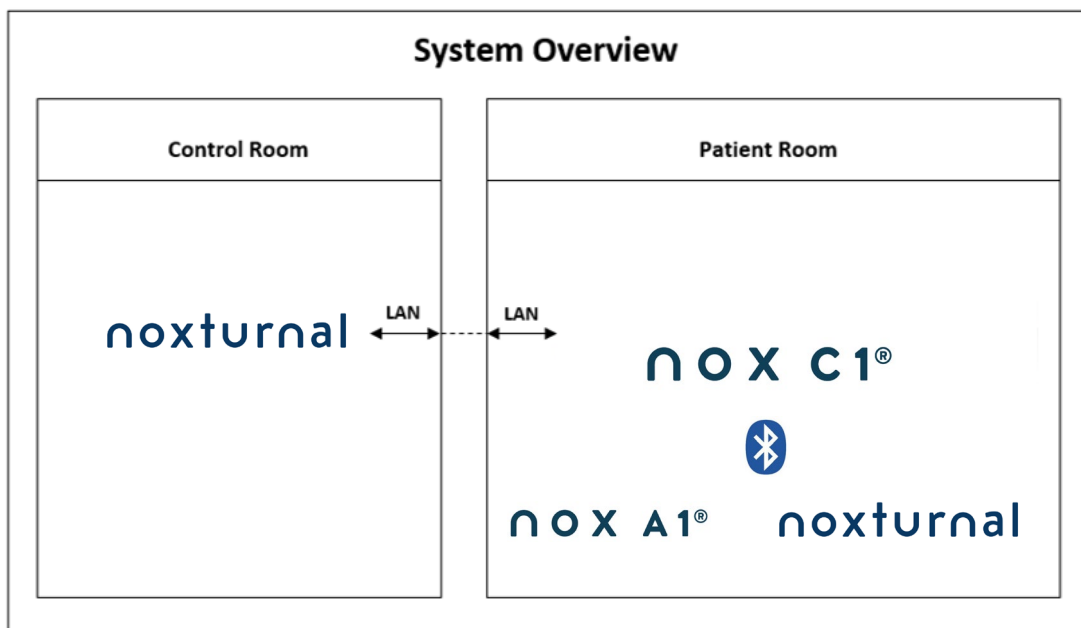 System Overview
Control Room
Patient Room
LAN
LAN
noxturnal
nox C1®
nox A1®
noxturnal